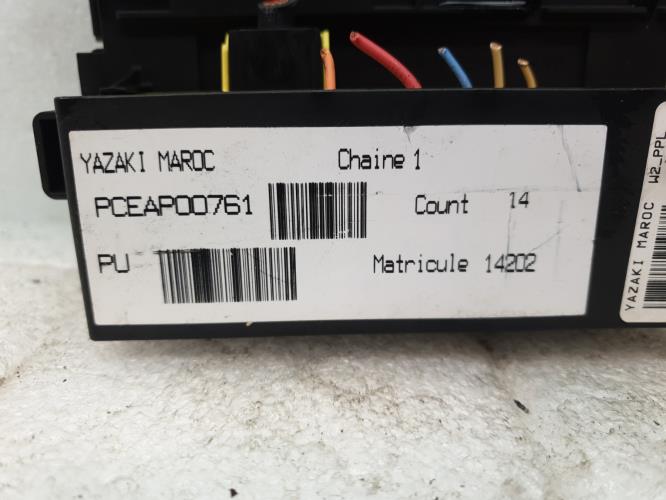 YAZAKI MAROC Chaine 1
PCEAP00761 Count 14
PU Matricule 14202
YAZAKI MAROC W2_PPL